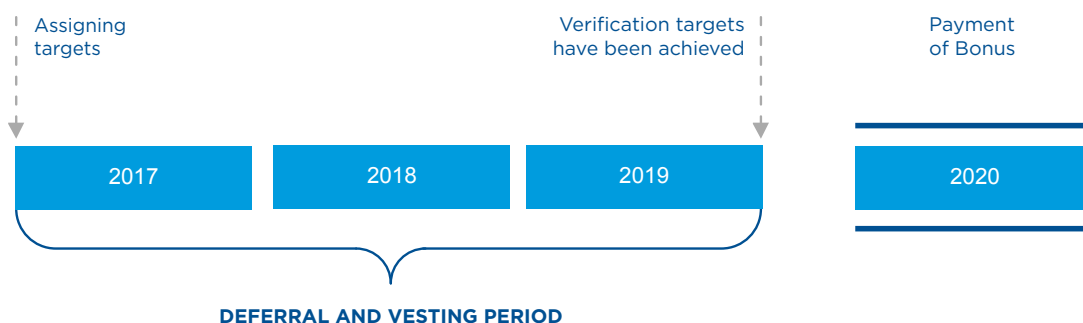 Assigning
targets
Verification targets
have been achieved
Payment
of Bonus
2017
2018
2019
2020
DEFERRAL AND VESTING PERIOD